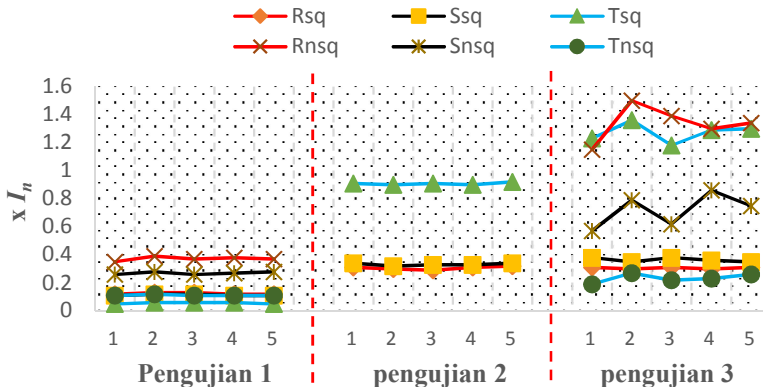 Rsq Ssq Tsq
Rnsq Snsq Tnsq
x In
1.6
1.4
1.2
1
0.8
0.6
0.4
0.2
0
1 2 3 4 5 1 2 3 4 5 1 2 3 4 5
Pengujian 1 pengujian 2 pengujian 3